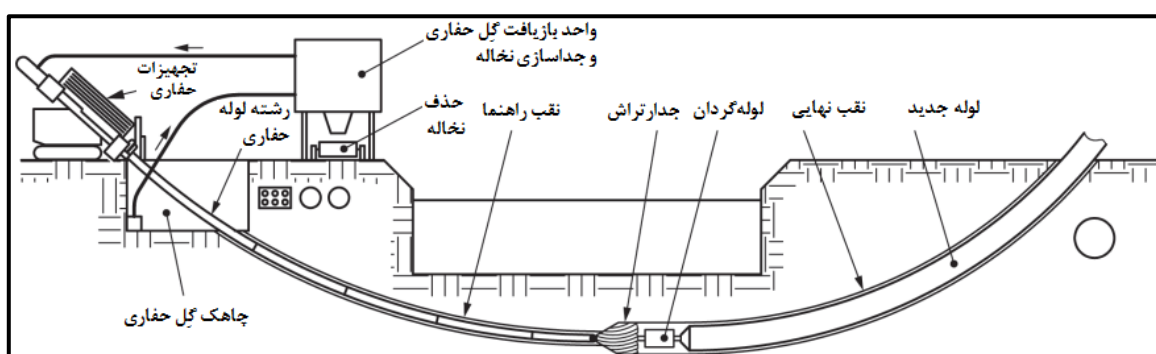 واحد بازیافت گِل حفاری
و جداسازی نخاله
تجهیزات
حفاری
رشته لوله
حفاری
حذف
نخاله
نقب راهنما
جدارتراش
لوله‌گردان
نقب نهایی
لوله جدید
چاهک گِل حفاری